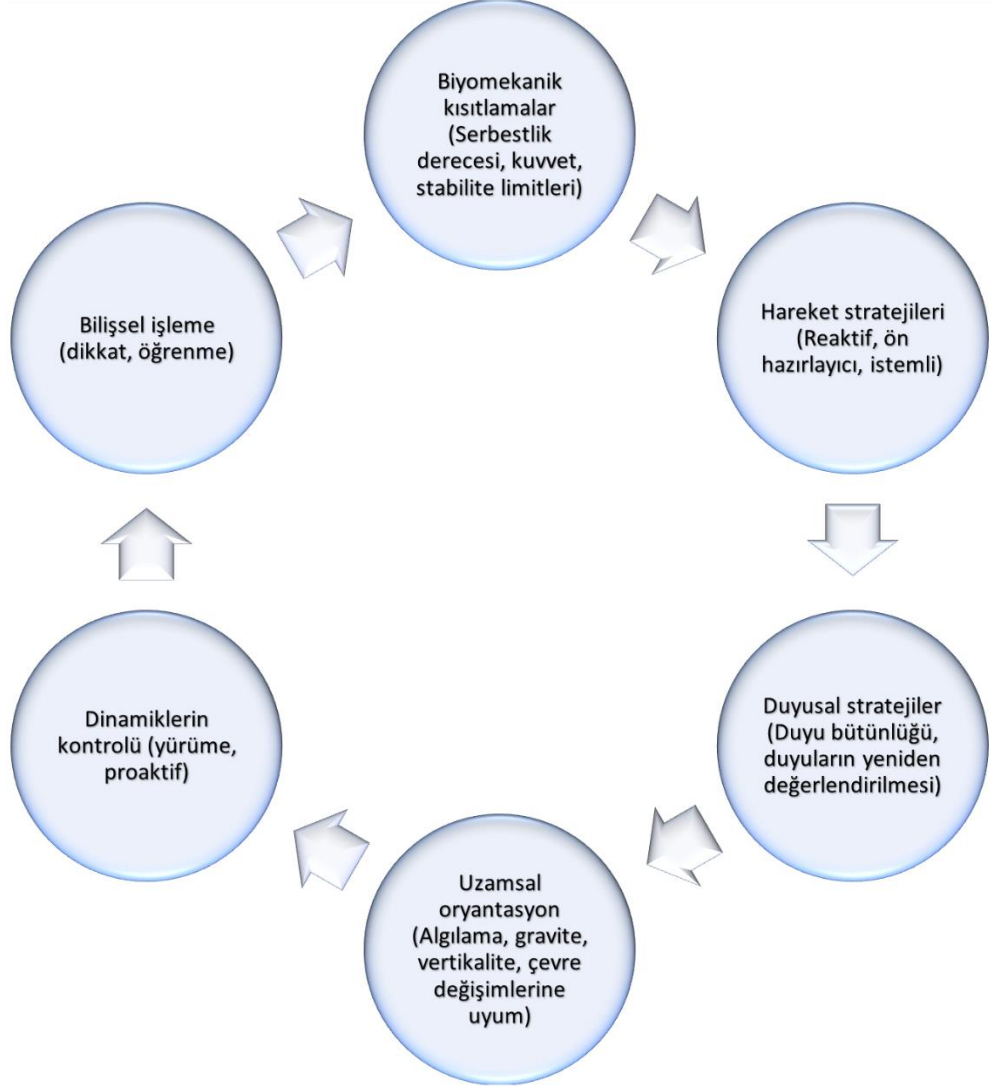 Biyomekanik
kısıtlamalar
(Serbestlik
derecesi, kuvvet,
stabilite limitleri)
Hareket stratejileri
(Reaktif, ön
hazırlayıcı, istemli)
Duyusal stratejiler
(Duyu bütünlüğü,
duyuların yeniden
değerlendirilmesi)
Uzamsal
oryantasyon
(Algılama, gravite,
vertikalite, çevre
değişimlerine
uyum)
Dinamiklerin
kontrolü (yürüme,
proaktif)
Bilişsel işleme
(dikkat, öğrenme)